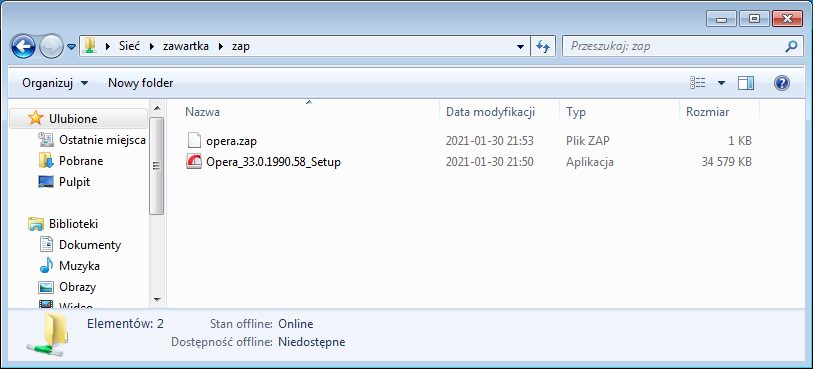 Sieć zawartka zap
Przeszukaj: zap
Organizuj New folder
Ulubione
Ostatnie miejsca
Pobrane
Pulpit
Biblioteki
Dokumenty
Muzyka
Obrazy
Wideo
Nazwa Data modyfikacji Typ Rozmiar
opera.zap 2021-01-30 21:53 Plik ZAP 1 KB
Opera_33.0.1990.58_Setup 2021-01-30 21:50 Aplikacja 34 579 KB
Elementów: 2 Stan offline: Online
Dostępność offline: Niedostępne